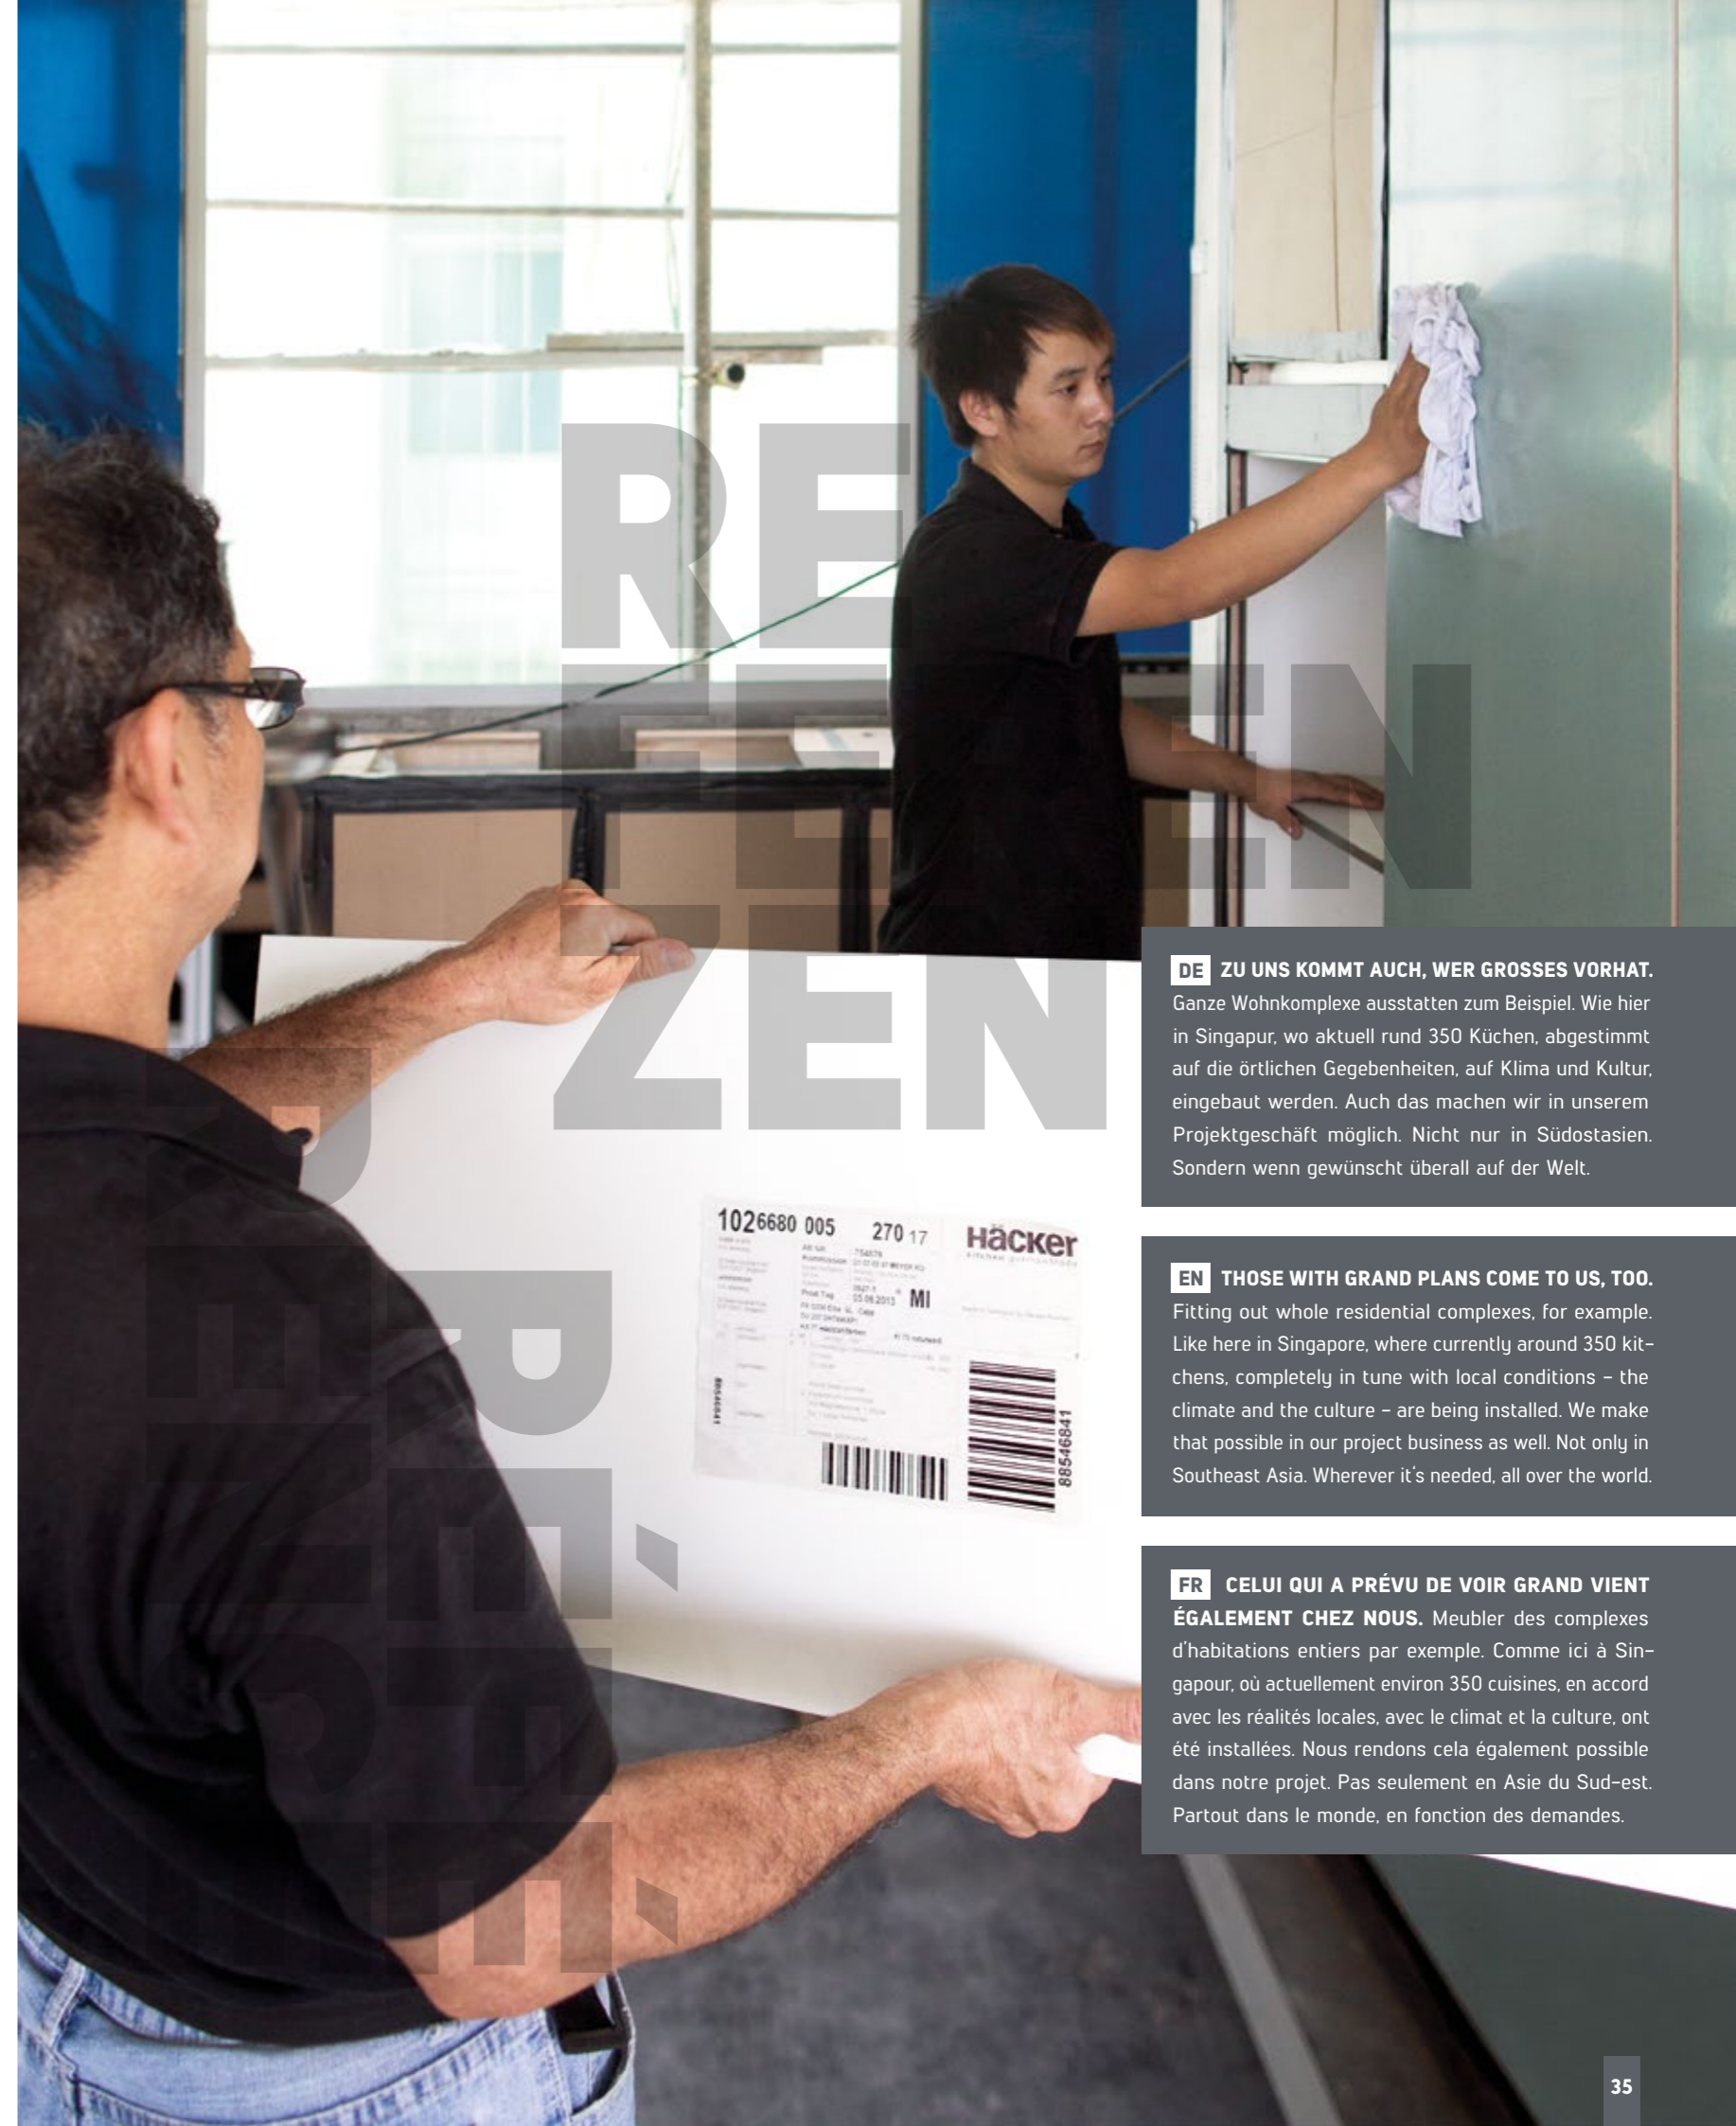 RE
FEREN
ZEN
RÉFÉ
RENCE
1026680 005 270 17
Häcker
MI
05.08.2013
88546841
88546841
DE ZU UNS KOMMT AUCH, WER GROSSES VORHAT.
Ganze Wohnkomplexe ausstatten zum Beispiel. Wie hier
in Singapur, wo aktuell rund 350 Küchen, abgestimmt
auf die örtlichen Gegebenheiten, auf Klima und Kultur,
eingebaut werden. Auch das machen wir in unserem
Projektgeschäft möglich. Nicht nur in Südostasien.
Sondern wenn gewünscht überall auf der Welt.
EN THOSE WITH GRAND PLANS COME TO US, TOO.
Fitting out whole residential complexes, for example.
Like here in Singapore, where currently around 350 kit-
chens, completely in tune with local conditions – the
climate and the culture – are being installed. We make
that possible in our project business as well. Not only in
Southeast Asia. Wherever it's needed, all over the world.
FR CELUI QUI A PRÉVU DE VOIR GRAND VIENT
ÉGALEMENT CHEZ NOUS. Meubler des complexes
d'habitations entiers par exemple. Comme ici à Sin-
gapour, où actuellement environ 350 cuisines, en accord
avec les réalités locales, avec le climat et la culture, ont
été installées. Nous rendons cela également possible
dans notre projet. Pas seulement en Asie du Sud-est.
Partout dans le monde, en fonction des demandes.
35